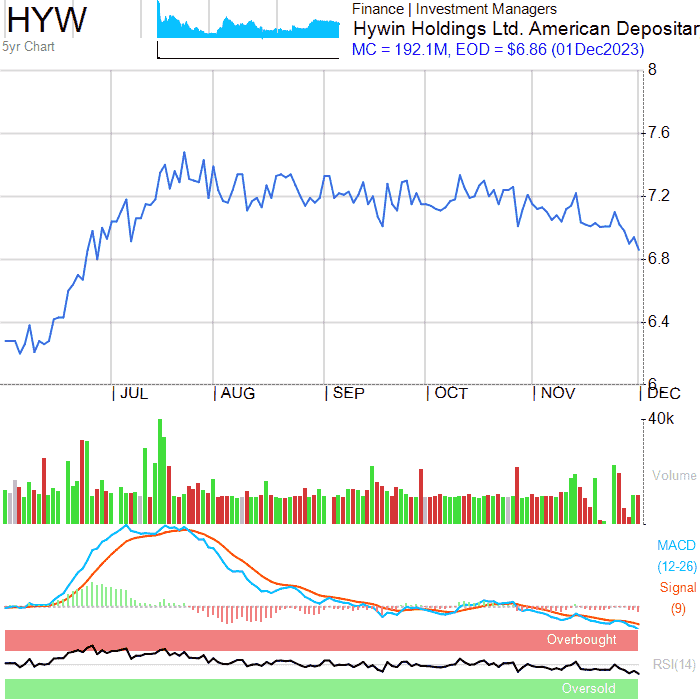 HYW
5yr Chart
Finance | Investment Managers
Hywin Holdings Ltd. American Depositar
MC = 192.1M, EOD = $6.86 (01Dec2023)
8
7.6
7.2
6.8
6.4
6
JUL AUG SEP OCT NOV DEC
40k
Volume
MACD
(12-26)
Signal
(9)
Overbought
RSI(14)
Oversold